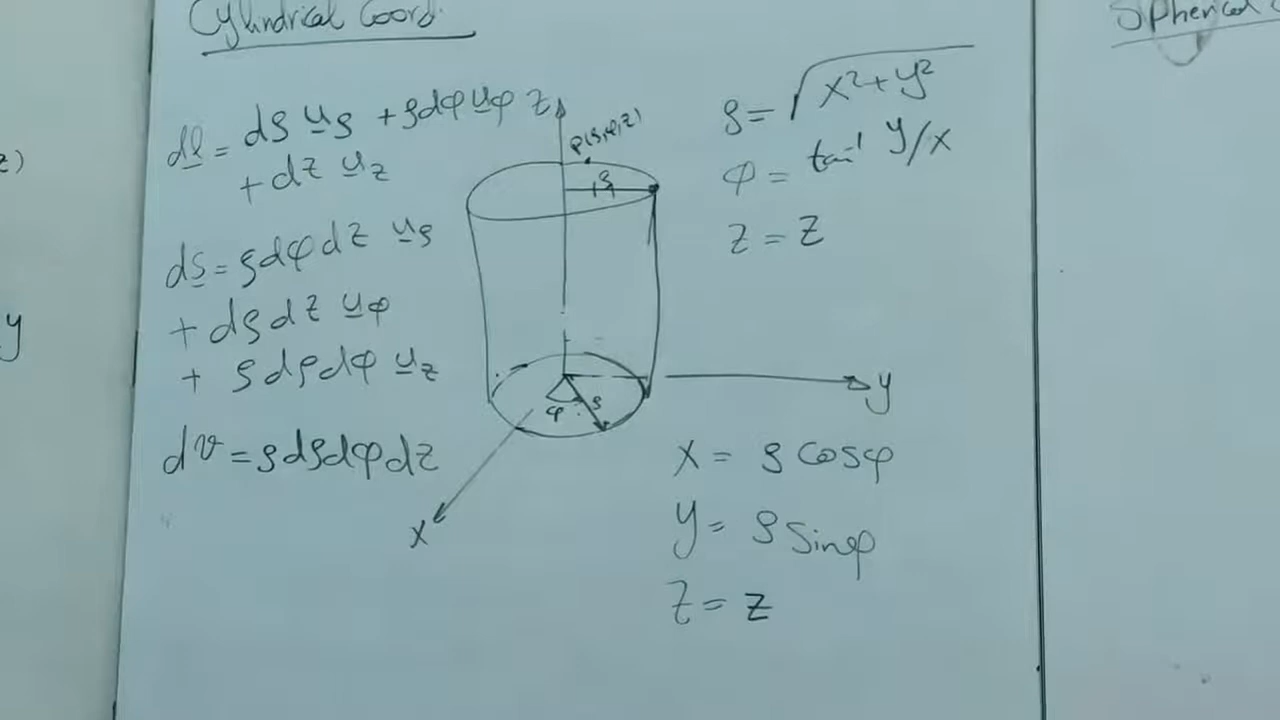 Cylindrical Coord.
Spherical
z)
y
dl = dρ uρ + ρdφ uφ
+ dz uz
ds = ρdφdz uρ
+ dρdz uφ
+ ρdρdφ uz
dv = ρdρdφdz
z
P(ρ,φ,z)
ρ
φ
ρ
y
x
ρ = √x²+y²
φ = tan⁻¹ y/x
z = z
x = ρ cosφ
y = ρ sinφ
z = z